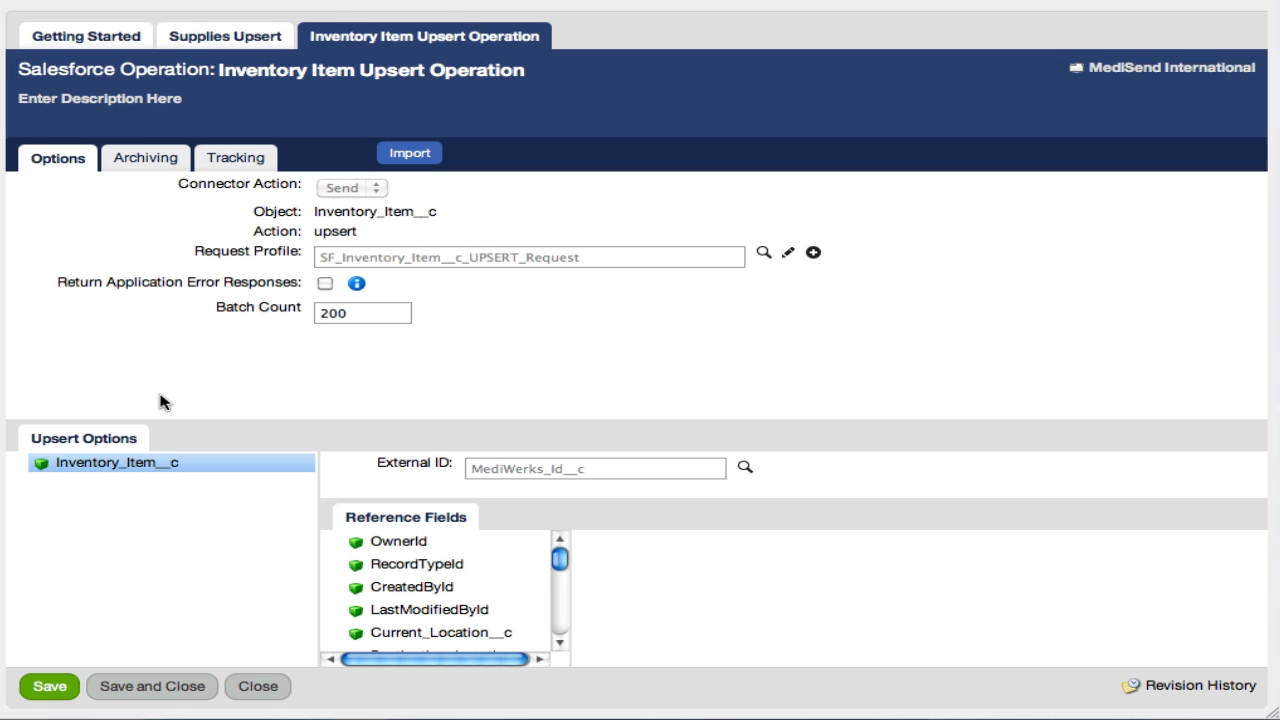 Getting Started Supplies Upsert Inventory Item Upsert Operation
Salesforce Operation: Inventory Item Upsert Operation MediSend International
Enter Description Here
Options Archiving Tracking Import
Connector Action: Send
Object: Inventory_Item__c
Action: upsert
Request Profile: SF_Inventory_Item__c_UPSERT_Request
Return Application Error Responses:
Batch Count 200
Upsert Options
Inventory_Item__c External ID: MediWerks_Id__c
Reference Fields
OwnerId
RecordTypeId
CreatedById
LastModifiedById
Current_Location__c
Save Save and Close Close Revision History